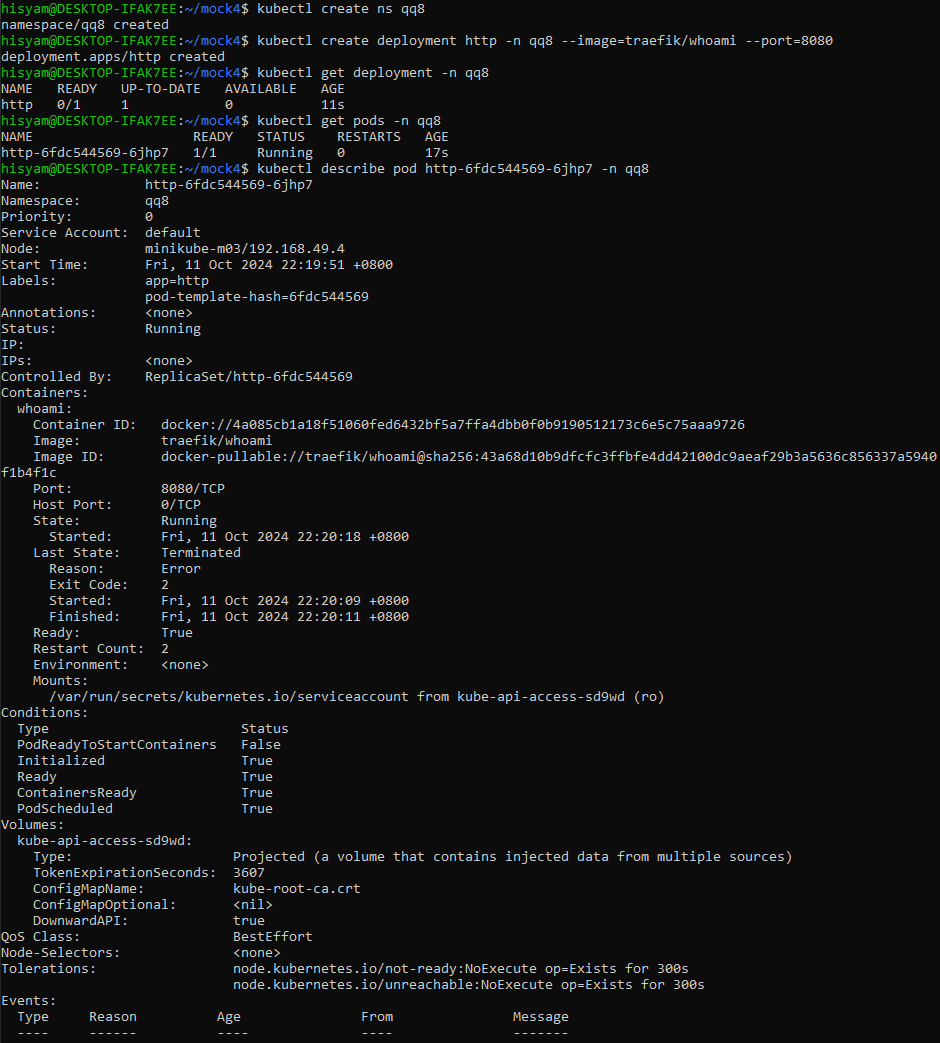 hisyam@DESKTOP-IFAK7EE:~/mock4$ kubectl create ns qq8
namespace/qq8 created
hisyam@DESKTOP-IFAK7EE:~/mock4$ kubectl create deployment http -n qq8 --image=traefik/whoami --port=8080
deployment.apps/http created
hisyam@DESKTOP-IFAK7EE:~/mock4$ kubectl get deployment -n qq8
NAME   READY   UP-TO-DATE   AVAILABLE   AGE
http   0/1     1            0           11s
hisyam@DESKTOP-IFAK7EE:~/mock4$ kubectl get pods -n qq8
NAME                    READY   STATUS    RESTARTS   AGE
http-6fdc544569-6jhp7   1/1     Running   0          17s
hisyam@DESKTOP-IFAK7EE:~/mock4$ kubectl describe pod http-6fdc544569-6jhp7 -n qq8
Name:             http-6fdc544569-6jhp7
Namespace:        qq8
Priority:         0
Service Account:  default
Node:             minikube-m03/192.168.49.4
Start Time:       Fri, 11 Oct 2024 22:19:51 +0800
Labels:           app=http
                  pod-template-hash=6fdc544569
Annotations:      <none>
Status:           Running
IP:
IPs:              <none>
Controlled By:    ReplicaSet/http-6fdc544569
Containers:
  whoami:
    Container ID:   docker://4a085cb1a18f51060fed6432bf5a7ffa4dbb0f0b9190512173c6e5c75aaa9726
    Image:          traefik/whoami
    Image ID:       docker-pullable://traefik/whoami@sha256:43a68d10b9dfcfc3ffbfe4dd42100dc9aeaf29b3a5636c856337a5940
f1b4f1c
    Port:           8080/TCP
    Host Port:      0/TCP
    State:          Running
      Started:      Fri, 11 Oct 2024 22:20:18 +0800
    Last State:     Terminated
      Reason:       Error
      Exit Code:    2
      Started:      Fri, 11 Oct 2024 22:20:09 +0800
      Finished:     Fri, 11 Oct 2024 22:20:11 +0800
    Ready:          True
    Restart Count:  2
    Environment:    <none>
    Mounts:
      /var/run/secrets/kubernetes.io/serviceaccount from kube-api-access-sd9wd (ro)
Conditions:
  Type                        Status
  PodReadyToStartContainers   False
  Initialized                 True
  Ready                       True
  ContainersReady             True
  PodScheduled                True
Volumes:
  kube-api-access-sd9wd:
    Type:                    Projected (a volume that contains injected data from multiple sources)
    TokenExpirationSeconds:  3607
    ConfigMapName:           kube-root-ca.crt
    ConfigMapOptional:       <nil>
    DownwardAPI:             true
QoS Class:                   BestEffort
Node-Selectors:              <none>
Tolerations:                 node.kubernetes.io/not-ready:NoExecute op=Exists for 300s
                             node.kubernetes.io/unreachable:NoExecute op=Exists for 300s
Events:
  Type     Reason          Age               From               Message
  ----     ------          ----              ----               -------